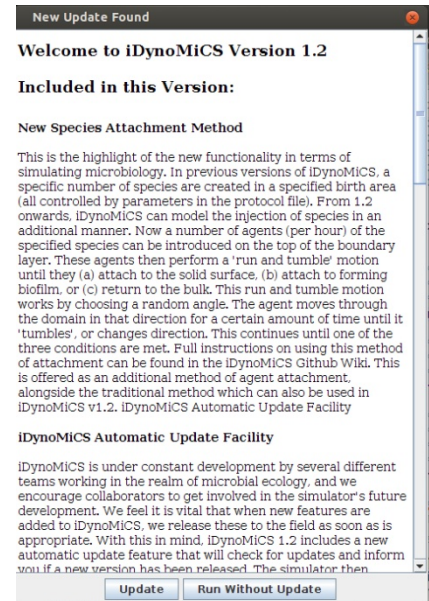 New Update Found
Welcome to iDynoMiCS Version 1.2
Included in this Version:
New Species Attachment Method
This is the highlight of the new functionality in terms of
simulating microbiology. In previous versions of iDynoMiCS, a
specific number of species are created in a specified birth area
(all controlled by parameters in the protocol file). From 1.2
onwards, iDynoMiCS can model the injection of species in an
additional manner. Now a number of agents (per hour) of the
specified species can be introduced on the top of the boundary
layer. These agents then perform a 'run and tumble' motion
until they (a) attach to the solid surface, (b) attach to forming
biofilm, or (c) return to the bulk. This run and tumble motion
works by choosing a random angle. The agent moves through
the domain in that direction for a certain amount of time until it
'tumbles', or changes direction. This continues until one of the
three conditions are met. Full instructions on using this method
of attachment can be found in the iDynoMiCS Github Wiki. This
is offered as an additional method of agent attachment,
alongside the traditional method which can also be used in
iDynoMiCS v1.2. iDynoMiCS Automatic Update Facility
iDynoMiCS Automatic Update Facility
iDynoMiCS is under constant development by several different
teams working in the realm of microbial ecology, and we
encourage collaborators to get involved in the simulator's future
development. We feel it is vital that when new features are
added to iDynoMiCS, we release these to the field as soon as is
appropriate. With this in mind, iDynoMiCS 1.2 includes a new
automatic update feature that will check for updates and inform
you if a new version has been released. The simulator then
Update Run Without Update